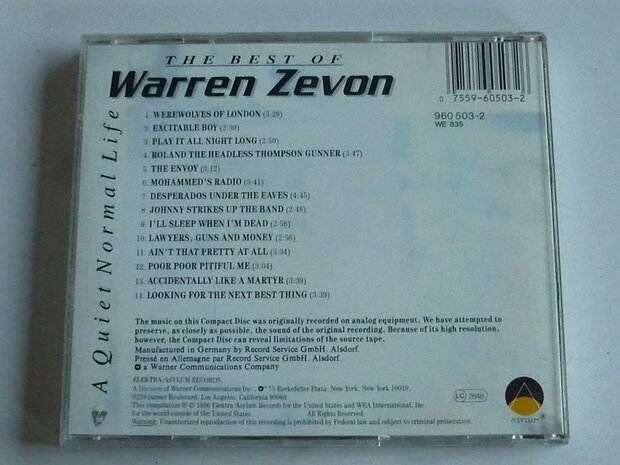 THE BEST OF
Warren Zevon
A Quiet Normal Life
0 7559-60503-2
960 503-2
WE 835
1. WEREWOLVES OF LONDON (3:29)
2. EXCITABLE BOY (2:39)
3. PLAY IT ALL NIGHT LONG (2:50)
4. ROLAND THE HEADLESS THOMPSON GUNNER (3:47)
5. THE ENVOY (3:12)
6. MOHAMMED'S RADIO (3:41)
7. DESPERADOS UNDER THE EAVES (4:45)
8. JOHNNY STRIKES UP THE BAND (2:48)
9. I'LL SLEEP WHEN I'M DEAD (2:56)
10. LAWYERS, GUNS AND MONEY (2:56)
11. AIN'T THAT PRETTY AT ALL (3:34)
12. POOR POOR PITIFUL ME (3:04)
13. ACCIDENTALLY LIKE A MARTYR (3:39)
14. LOOKING FOR THE NEXT BEST THING (3:39)
The music on this Compact Disc was originally recorded on analog equipment. We have attempted to
preserve, as closely as possible, the sound of the original recording. Because of its high resolution,
however, the Compact Disc can reveal limitations of the source tape.
Manufactured in Germany by Record Service GmbH, Alsdorf.
Pressé en Allemagne par Record Service GmbH. Alsdorf.
a Warner Communications Company
ELEKTRA/ASYLUM RECORDS,
A Division of Warner Communications Inc., 75 Rockefeller Plaza, New York, New York 10019,
9229 Sunset Boulevard, Los Angeles, California 90069
This compilation ℗ © 1986 Elektra/Asylum Records for the United States and WEA International, Inc.
for the world outside of the United States. All Rights Reserved.
Warning: Unauthorized reproduction of this recording is prohibited by Federal law and subject to criminal prosecution.
LC 2648
ASYLUM®